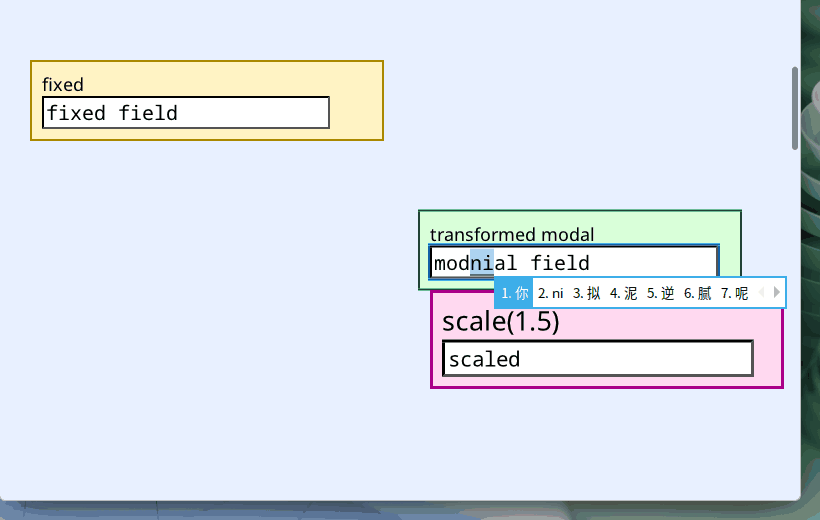 fixed
fixed field
transformed modal
modnial field
1. 你 2. ni 3. 拟 4. 泥 5. 逆 6. 腻 7. 呢
scale(1.5)
scaled